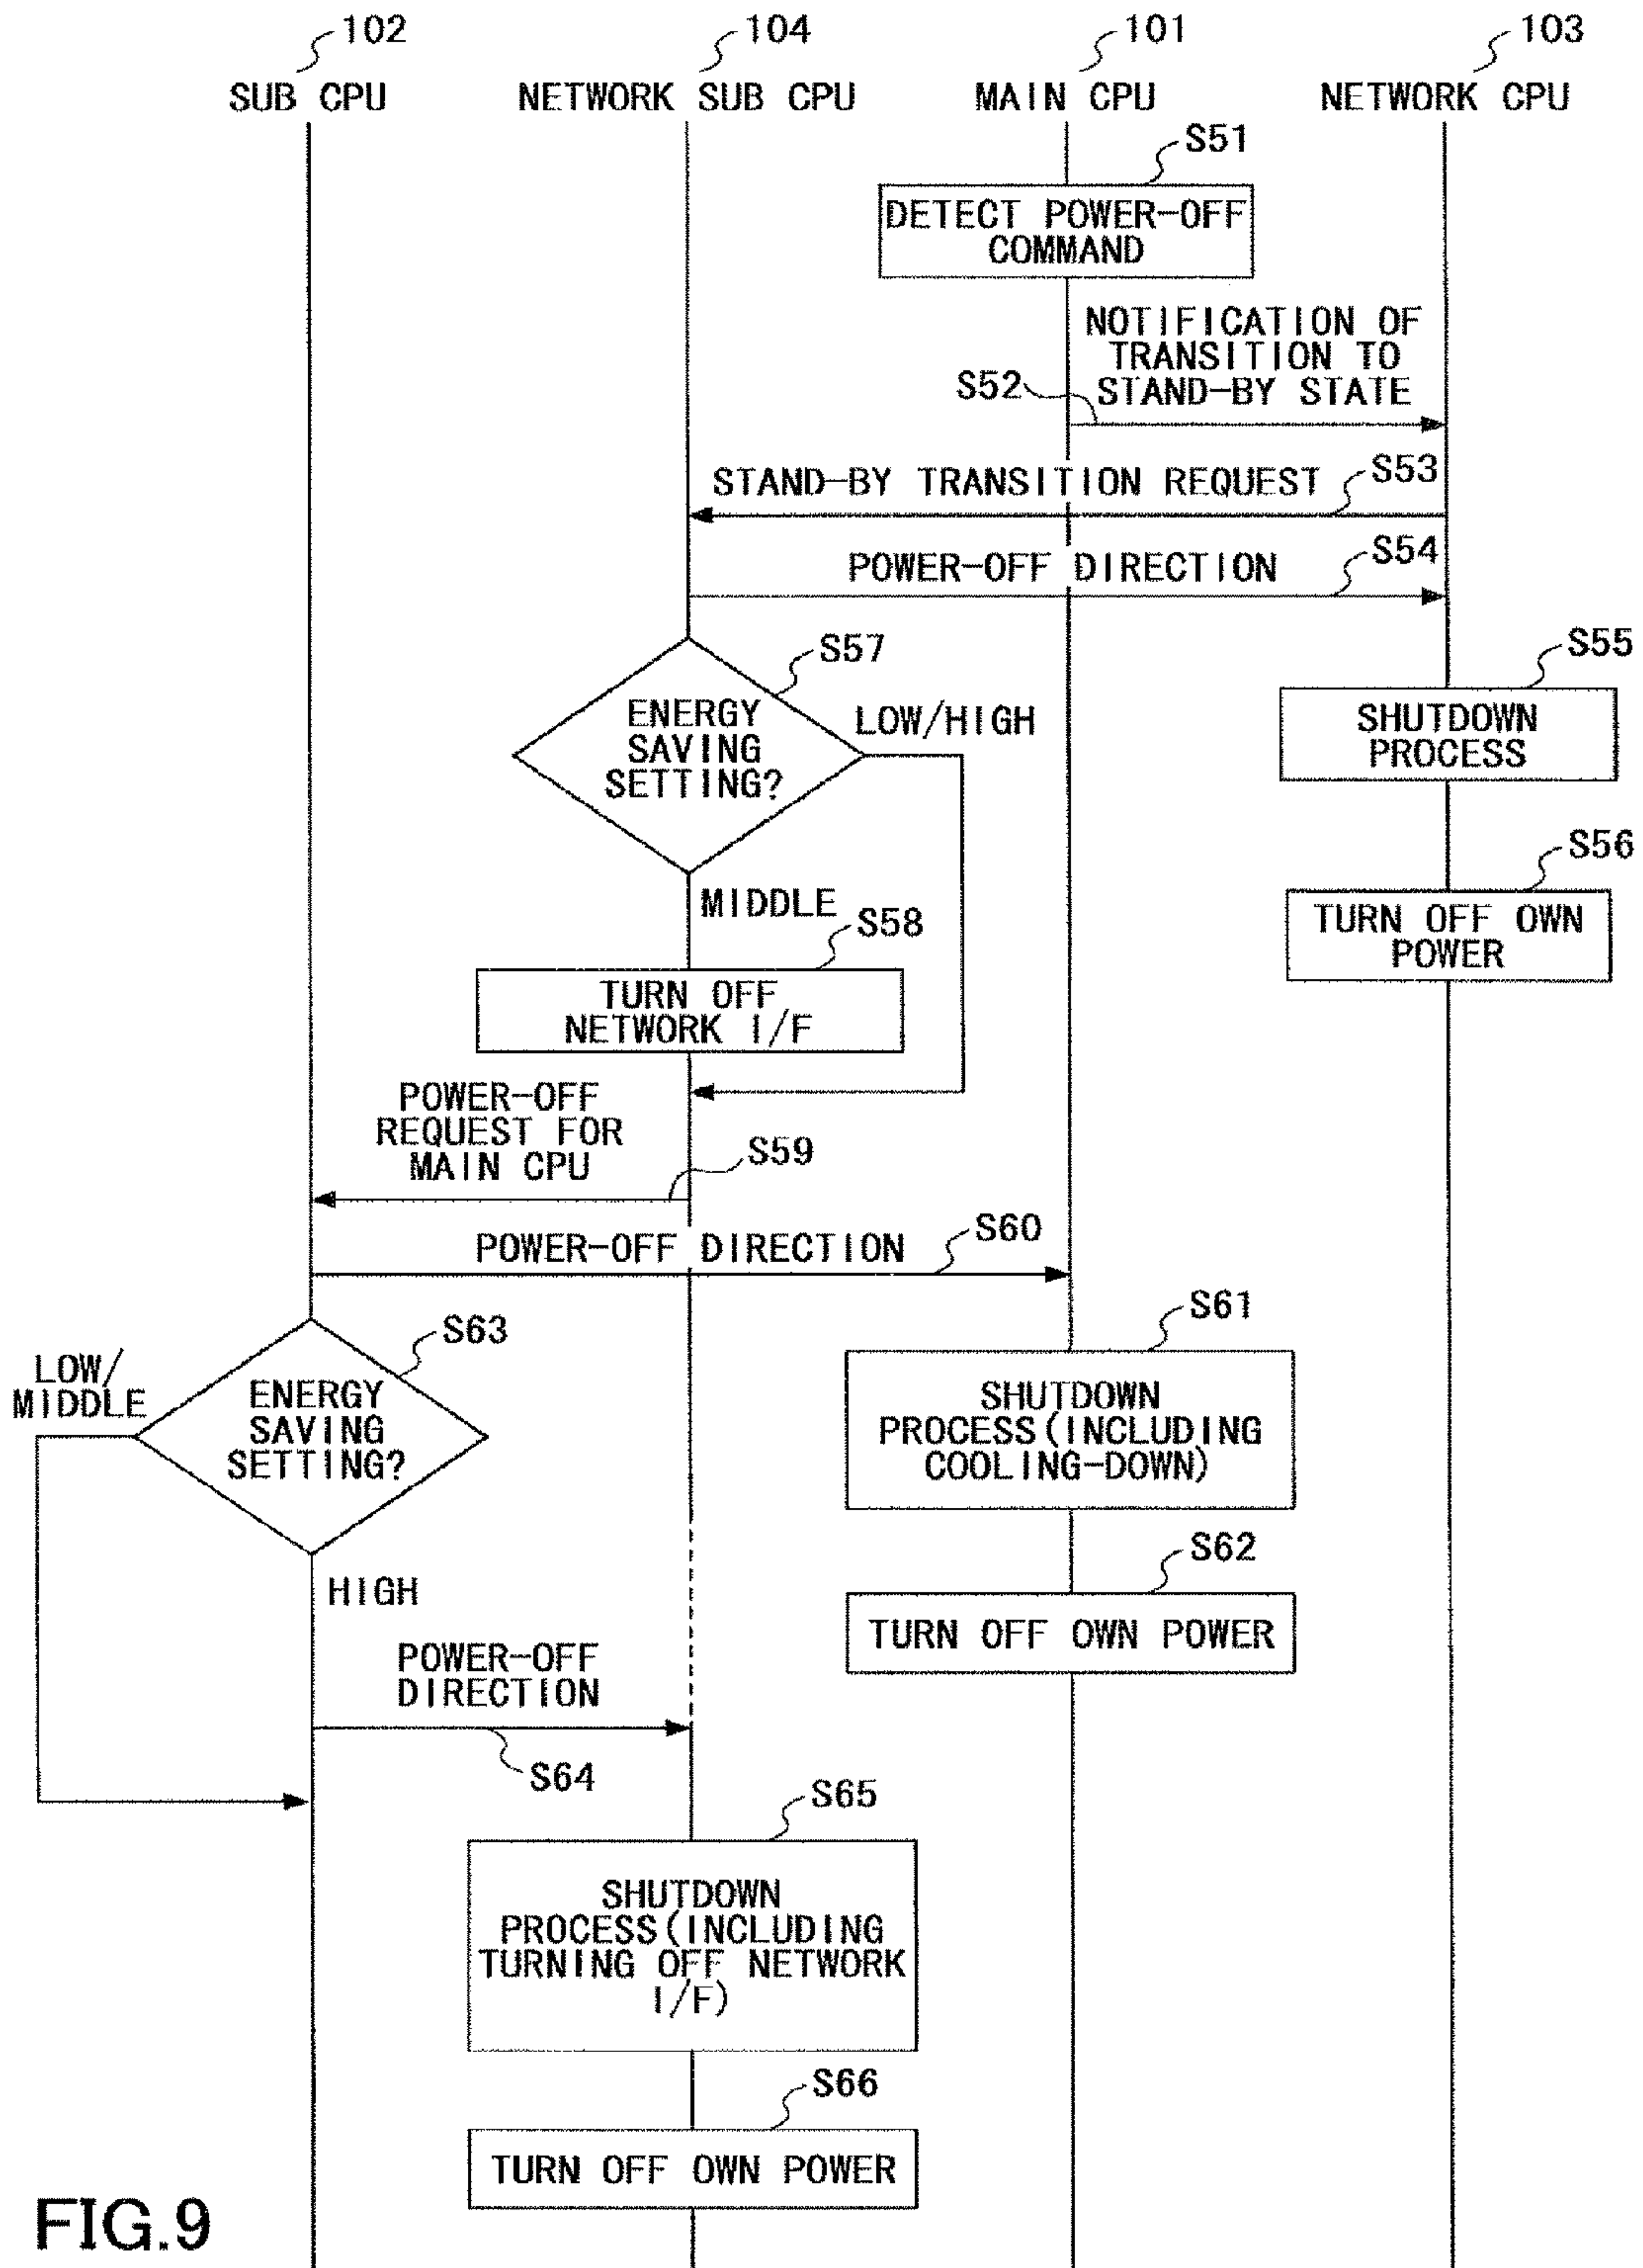 102
104
101
103
SUB CPU
NETWORK SUB CPU
MAIN CPU
NETWORK CPU
S51
DETECT POWER-OFF
COMMAND
NOTIFICATION OF
TRANSITION TO
STAND-BY STATE
S52
STAND-BY TRANSITION REQUEST
S53
POWER-OFF DIRECTION
S54
S57
ENERGY
SAVING
SETTING?
LOW/HIGH
S55
SHUTDOWN
PROCESS
MIDDLE
S56
TURN OFF OWN
POWER
S58
TURN OFF
NETWORK I/F
POWER-OFF
REQUEST FOR
MAIN CPU
S59
POWER-OFF DIRECTION
S60
S63
LOW/
MIDDLE
ENERGY
SAVING
SETTING?
S61
SHUTDOWN
PROCESS(INCLUDING
COOLING-DOWN)
HIGH
S62
TURN OFF OWN POWER
POWER-OFF
DIRECTION
S64
S65
SHUTDOWN
PROCESS(INCLUDING
TURNING OFF NETWORK
I/F)
S66
TURN OFF OWN POWER
FIG.9